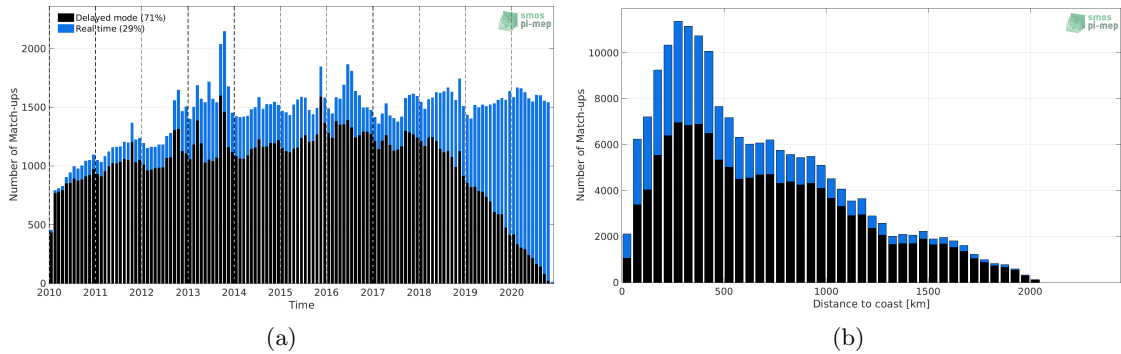 Delayed mode (71%)
Real time (29%)
smos
pi-mep
Number of Match-ups
2000
1500
1000
500
0
2010 2011 2012 2013 2014 2015 2016 2017 2018 2019 2020
Time
(a)
smos
pi-mep
Number of Match-ups
10000
8000
6000
4000
2000
0
0 500 1000 1500 2000
Distance to coast [km]
(b)